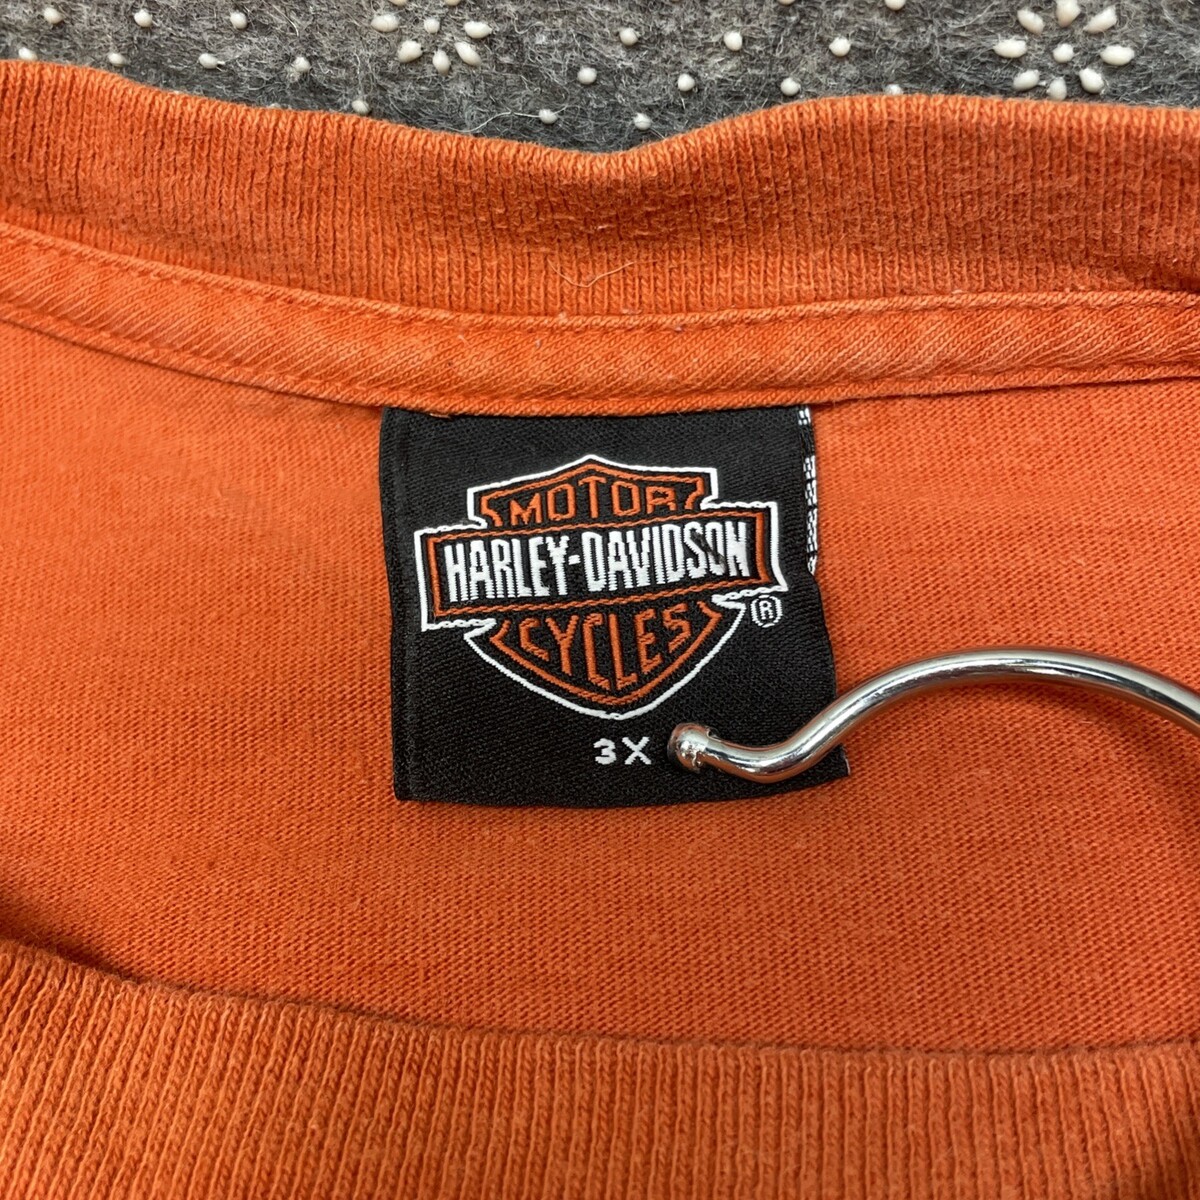 MOTOR
HARLEY-DAVIDSON
CYCLES
®
3X